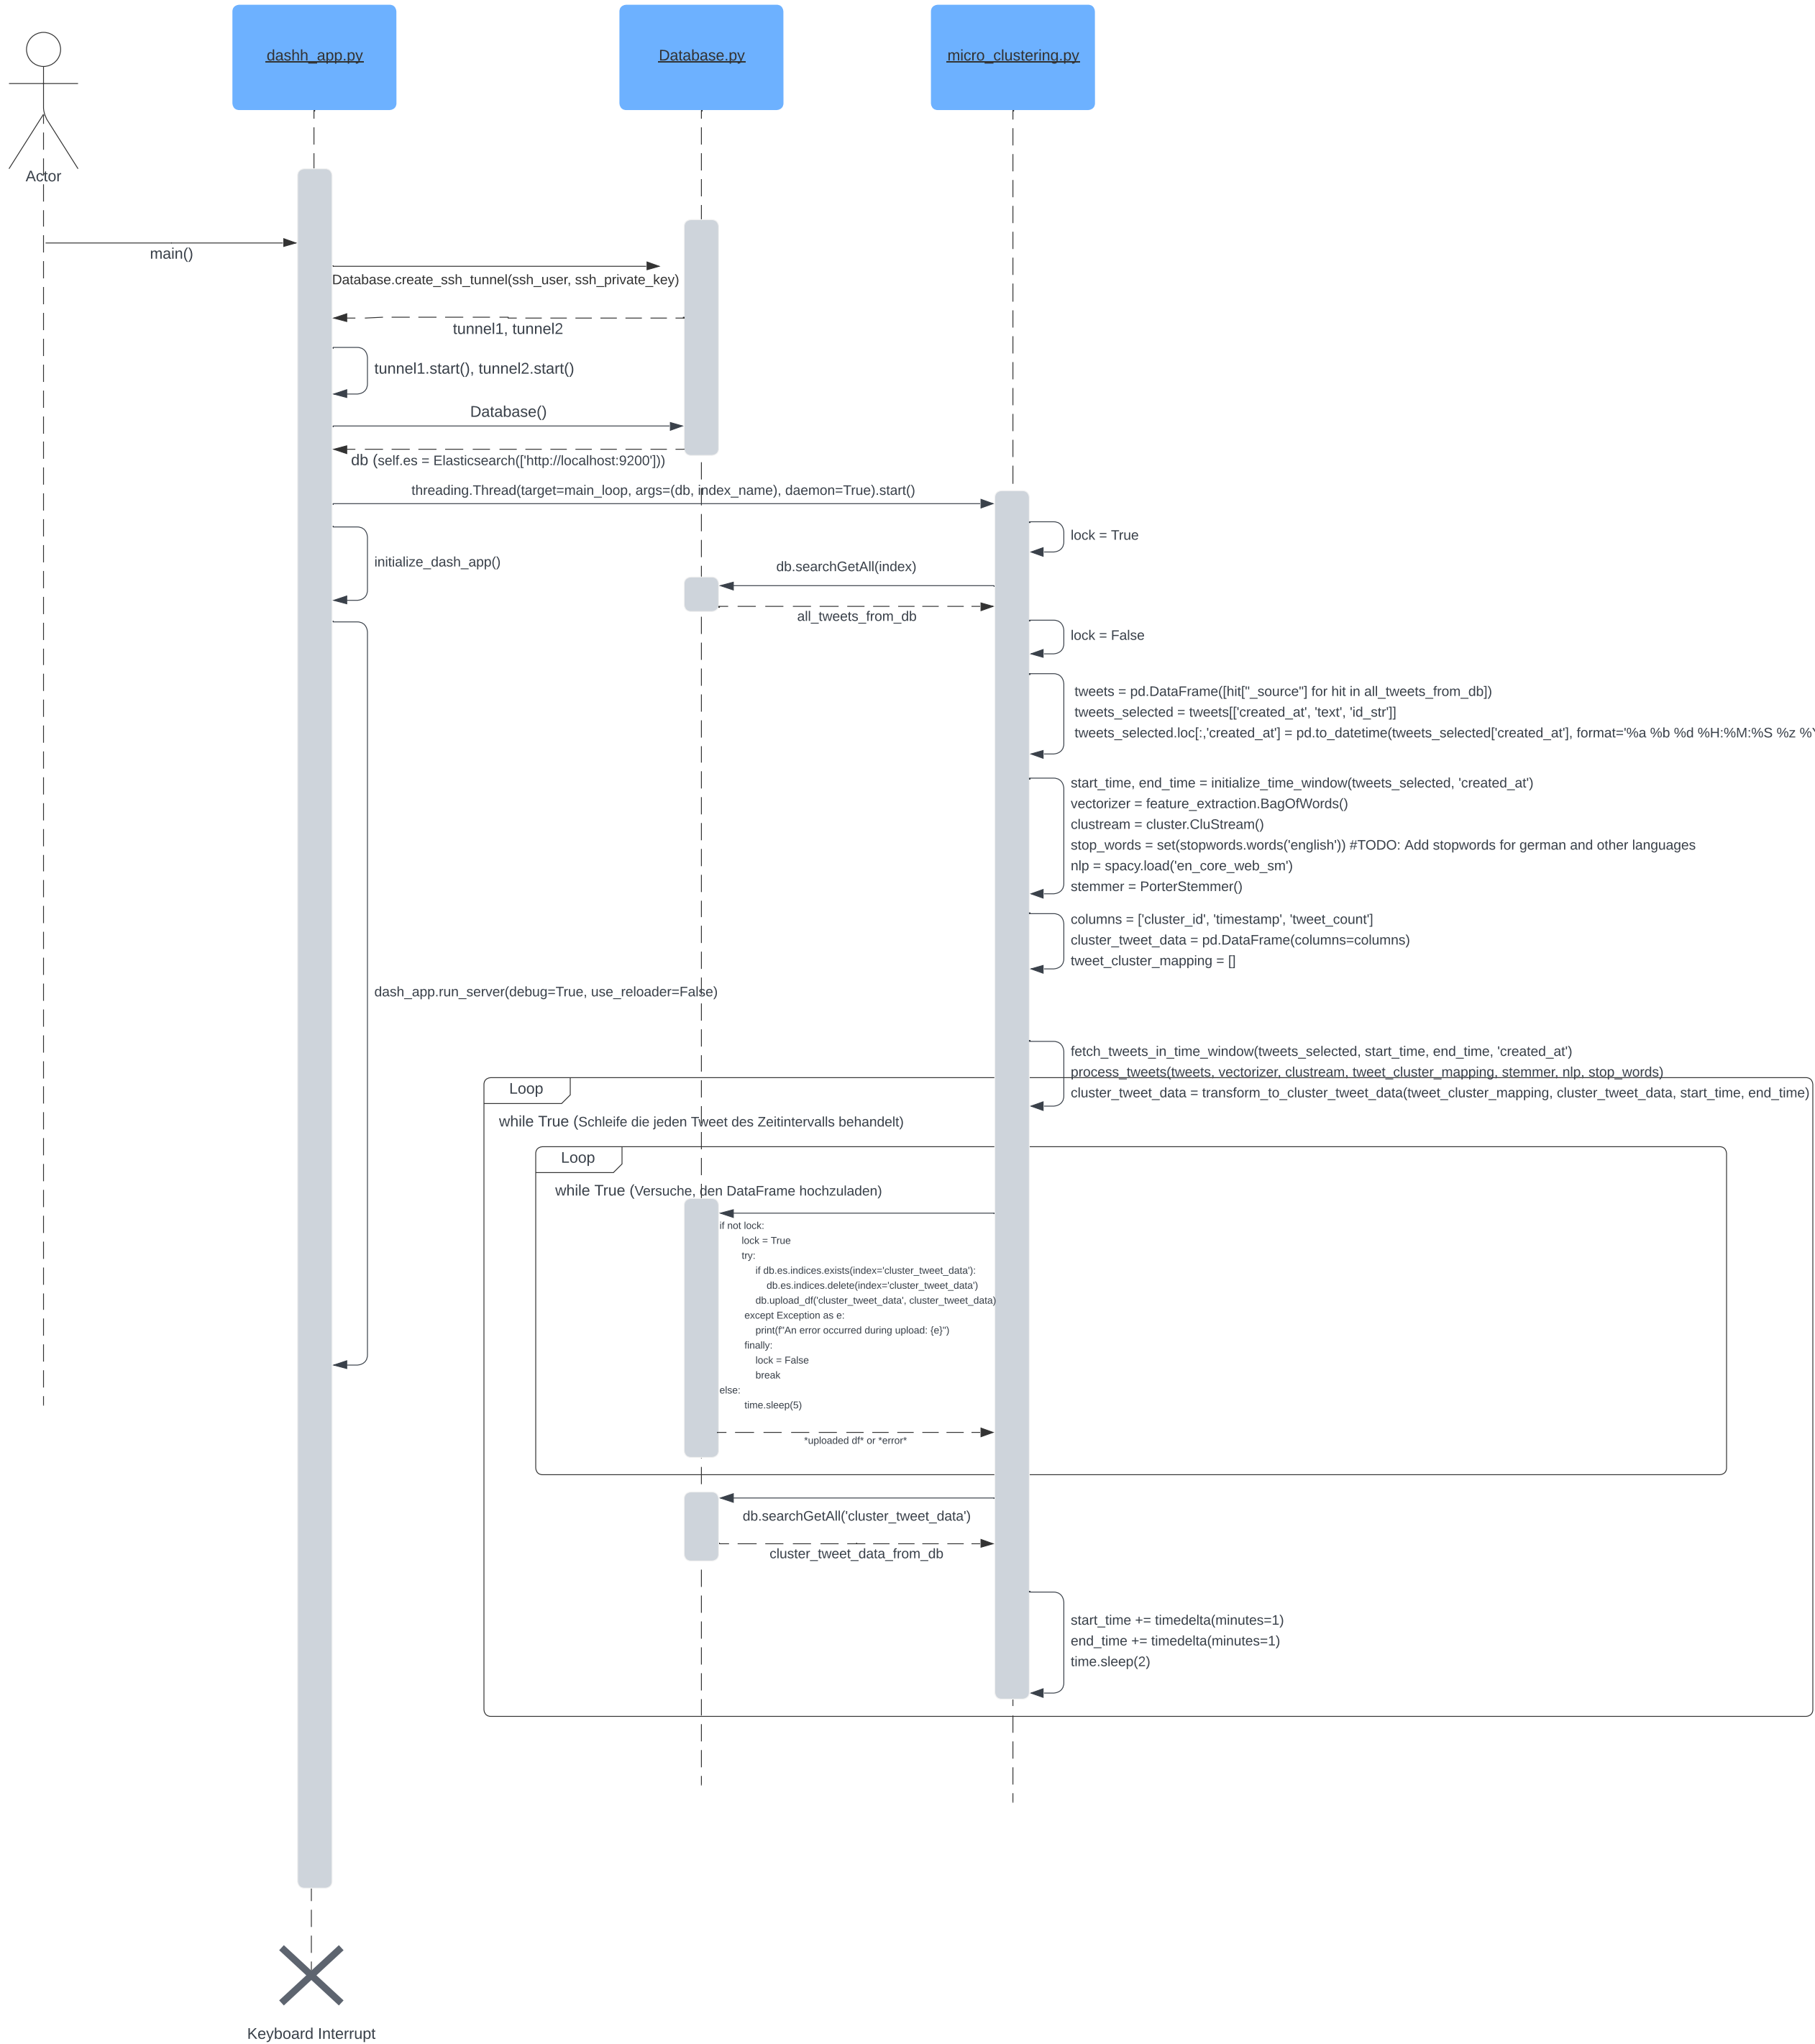 dashh_app.py
Database.py
micro_clustering.py
Actor
main()
Database.create_ssh_tunnel(ssh_user, ssh_private_key)
tunnel1, tunnel2
tunnel1.start(), tunnel2.start()
Database()
db (self.es = Elasticsearch(['http://localhost:9200']))
threading.Thread(target=main_loop, args=(db, index_name), daemon=True).start()
lock = True
initialize_dash_app()
db.searchGetAll(index)
all_tweets_from_db
lock = False
tweets = pd.DataFrame([hit["_source"] for hit in all_tweets_from_db])
tweets_selected = tweets[['created_at', 'text', 'id_str']]
tweets_selected.loc[:,'created_at'] = pd.to_datetime(tweets_selected['created_at'], format='%a %b %d %H:%M:%S %z %Y
start_time, end_time = initialize_time_window(tweets_selected, 'created_at')
vectorizer = feature_extraction.BagOfWords()
clustream = cluster.CluStream()
stop_words = set(stopwords.words('english')) #TODO: Add stopwords for german and other languages
nlp = spacy.load('en_core_web_sm')
stemmer = PorterStemmer()
columns = ['cluster_id', 'timestamp', 'tweet_count']
cluster_tweet_data = pd.DataFrame(columns=columns)
tweet_cluster_mapping = []
dash_app.run_server(debug=True, use_reloader=False)
fetch_tweets_in_time_window(tweets_selected, start_time, end_time, 'created_at')
process_tweets(tweets, vectorizer, clustream, tweet_cluster_mapping, stemmer, nlp, stop_words)
cluster_tweet_data = transform_to_cluster_tweet_data(tweet_cluster_mapping, cluster_tweet_data, start_time, end_time)
Loop
while True (Schleife die jeden Tweet des Zeitintervalls behandelt)
Loop
while True (Versuche, den DataFrame hochzuladen)
if not lock:
lock = True
try:
if db.es.indices.exists(index='cluster_tweet_data'):
db.es.indices.delete(index='cluster_tweet_data')
db.upload_df('cluster_tweet_data', cluster_tweet_data)
except Exception as e:
print(f"An error occurred during upload: {e}")
finally:
lock = False
break
else:
time.sleep(5)
*uploaded df* or *error*
db.searchGetAll('cluster_tweet_data')
cluster_tweet_data_from_db
start_time += timedelta(minutes=1)
end_time += timedelta(minutes=1)
time.sleep(2)
Keyboard Interrupt